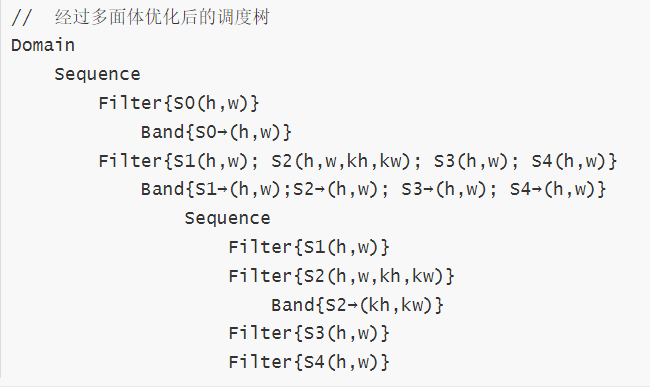 // 经过多面体优化后的调度树
Domain
    Sequence
        Filter{S0(h,w)}
            Band{S0→(h,w)}
        Filter{S1(h,w); S2(h,w,kh,kw); S3(h,w); S4(h,w)}
            Band{S1→(h,w);S2→(h,w); S3→(h,w); S4→(h,w)}
                Sequence
                    Filter{S1(h,w)}
                    Filter{S2(h,w,kh,kw)}
                        Band{S2→(kh,kw)}
                    Filter{S3(h,w)}
                    Filter{S4(h,w)}